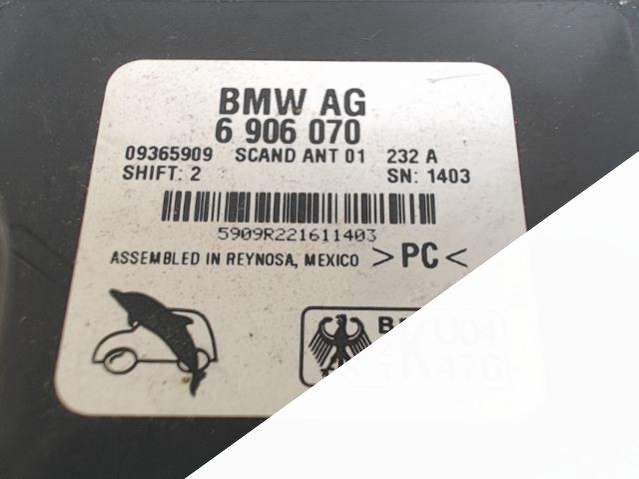 BMW AG
6 906 070
09365909 SCAND ANT 01 232 A
SHIFT: 2 SN: 1403
5909R221611403
ASSEMBLED IN REYNOSA, MEXICO >PC<